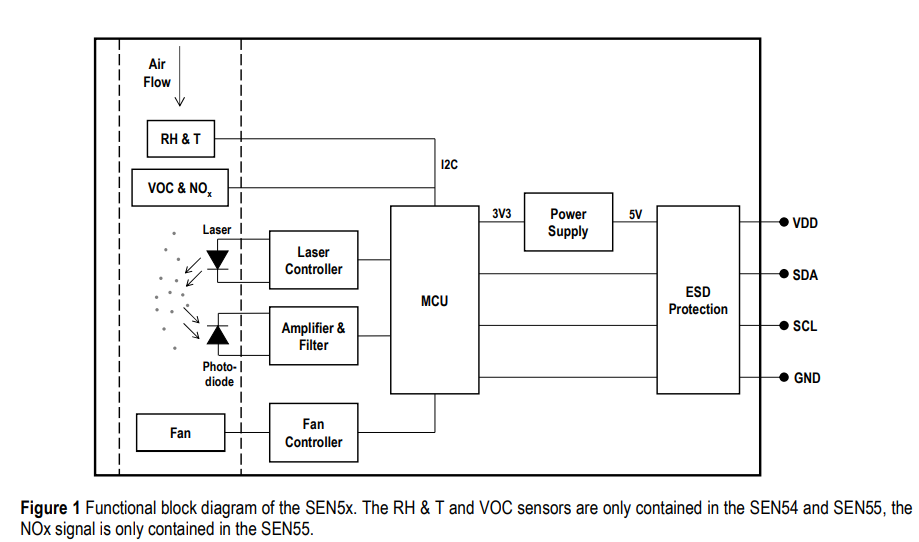 Air
Flow
RH & T
I2C
VOC & NOx
Laser
Laser
Controller
3V3
Power
Supply
5V
VDD
MCU
ESD
Protection
SDA
Amplifier &
Filter
SCL
Photo-
diode
GND
Fan
Fan
Controller
Figure 1 Functional block diagram of the SEN5x. The RH & T and VOC sensors are only contained in the SEN54 and SEN55, the
NOx signal is only contained in the SEN55.